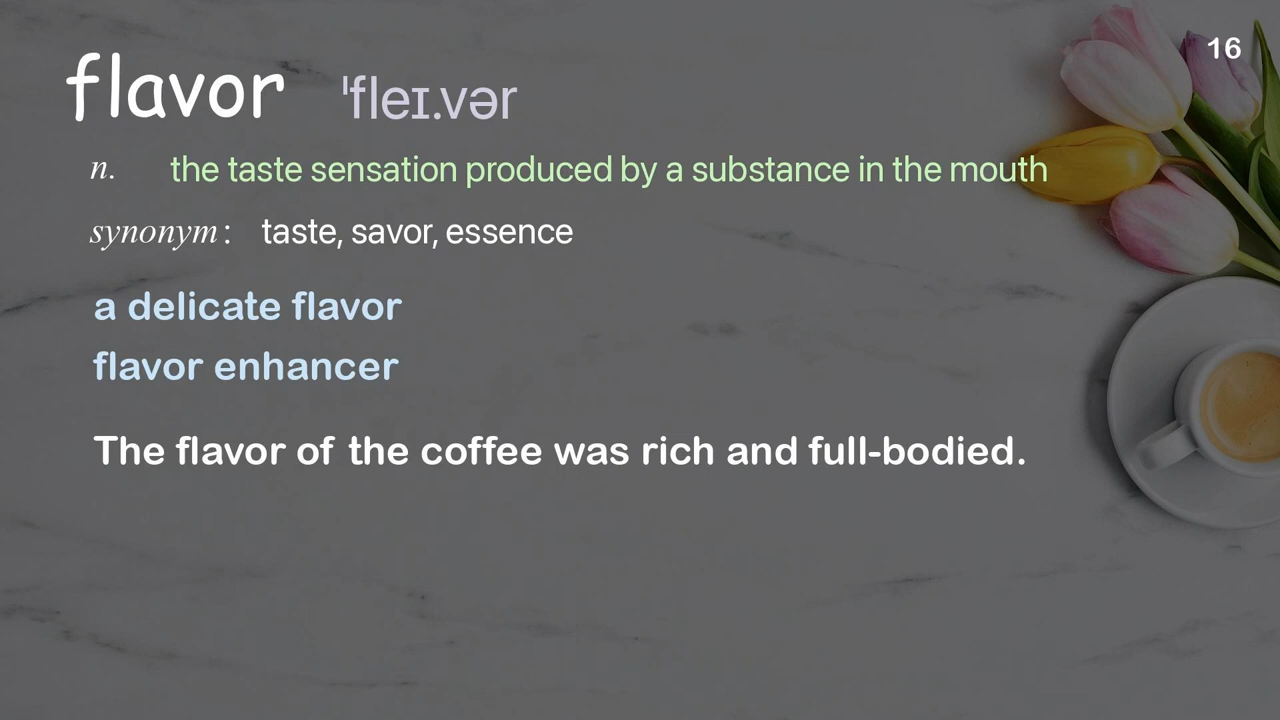 16
flavor ˈfleɪ.vər
n. the taste sensation produced by a substance in the mouth
synonym: taste, savor, essence
a delicate flavor
flavor enhancer
The flavor of the coffee was rich and full-bodied.